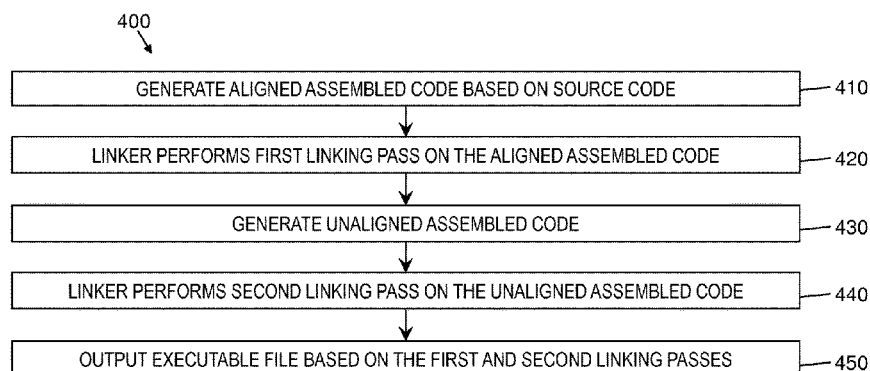 400
GENERATE ALIGNED ASSEMBLED CODE BASED ON SOURCE CODE 410
LINKER PERFORMS FIRST LINKING PASS ON THE ALIGNED ASSEMBLED CODE 420
GENERATE UNALIGNED ASSEMBLED CODE 430
LINKER PERFORMS SECOND LINKING PASS ON THE UNALIGNED ASSEMBLED CODE 440
OUTPUT EXECUTABLE FILE BASED ON THE FIRST AND SECOND LINKING PASSES 450